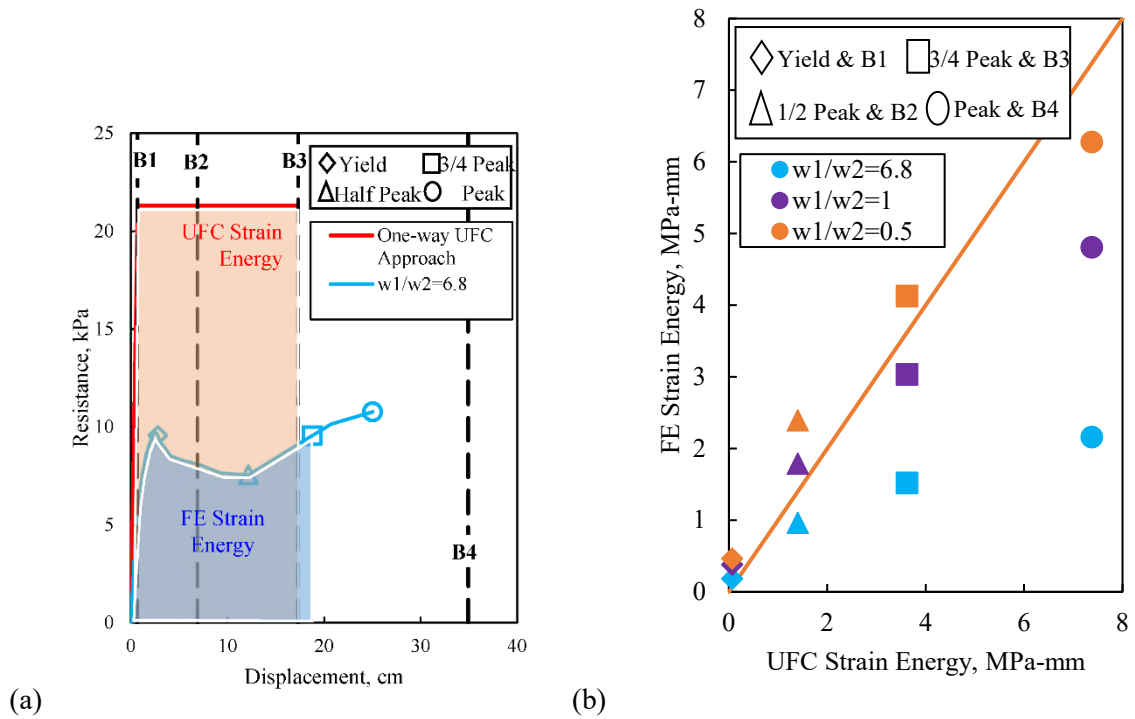 25
20
15
10
5
0
Resistance, kPa
B1
B2
B3
B4
Yield
3/4 Peak
Half Peak
Peak
One-way UFC
Approach
w1/w2=6.8
UFC Strain
Energy
FE Strain
Energy
0
10
20
30
40
Displacement, cm
(a)
8
7
6
5
4
3
2
1
0
FE Strain Energy, MPa-mm
Yield & B1
3/4 Peak & B3
1/2 Peak & B2
Peak & B4
w1/w2=6.8
w1/w2=1
w1/w2=0.5
0
2
4
6
8
UFC Strain Energy, MPa-mm
(b)